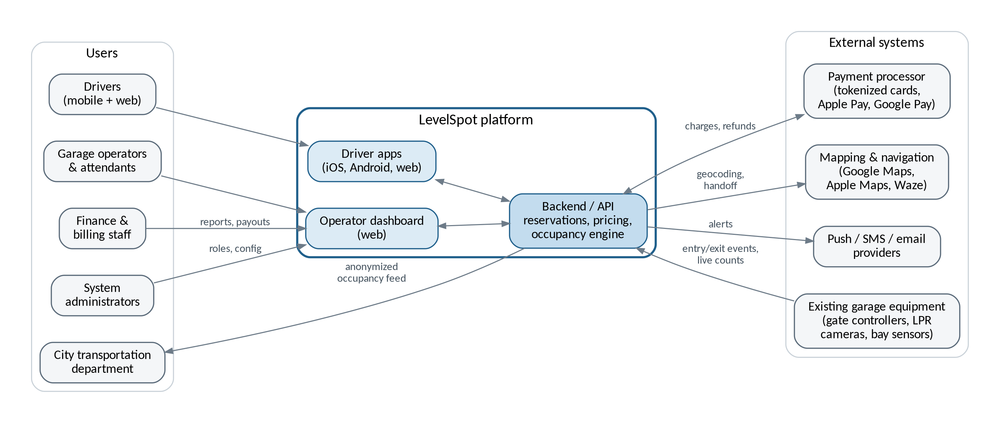 Users
Drivers
(mobile + web)
Garage operators
& attendants
Finance &
billing staff
System
administrators
City transportation
department
reports, payouts
roles, config
LevelSpot platform
Driver apps
(iOS, Android, web)
Operator dashboard
(web)
Backend / API
reservations, pricing,
occupancy engine
anonymized
occupancy feed
charges, refunds
geocoding,
handoff
alerts
entry/exit events,
live counts
External systems
Payment processor
(tokenized cards,
Apple Pay, Google Pay)
Mapping & navigation
(Google Maps,
Apple Maps, Waze)
Push / SMS / email
providers
Existing garage equipment
(gate controllers, LPR
cameras, bay sensors)